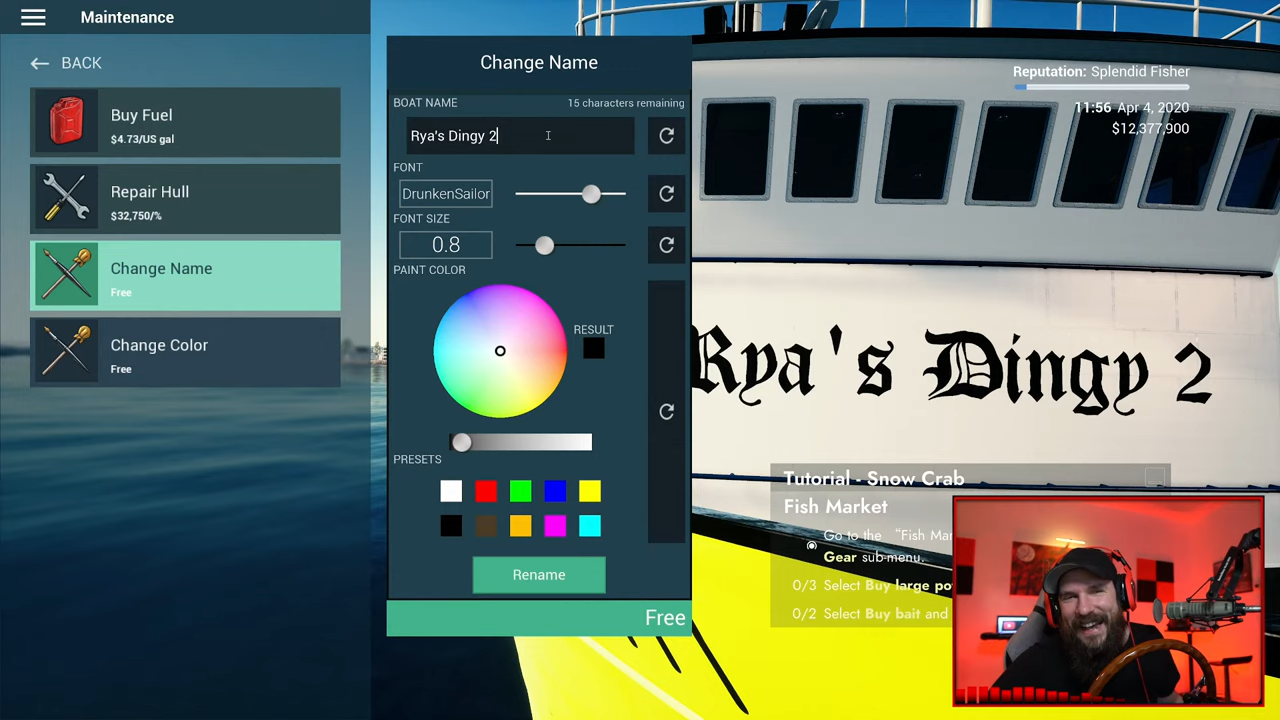 Maintenance
BACK
Buy Fuel
$4.73/US gal
Repair Hull
$32,750/%
Change Name
Free
Change Color
Free
Change Name
BOAT NAME
15 characters remaining
Rya's Dingy 2
FONT
DrunkenSailor
FONT SIZE
0.8
PAINT COLOR
RESULT
PRESETS
Rename
Free
Reputation: Splendid Fisher
11:56 Apr 4, 2020
$12,377,900
Rya's Dingy 2
Tutorial - Snow Crab
Fish Market
Go to the "Fish Mar
Gear sub-menu.
0/3 Select Buy large po
0/2 Select Buy bait and